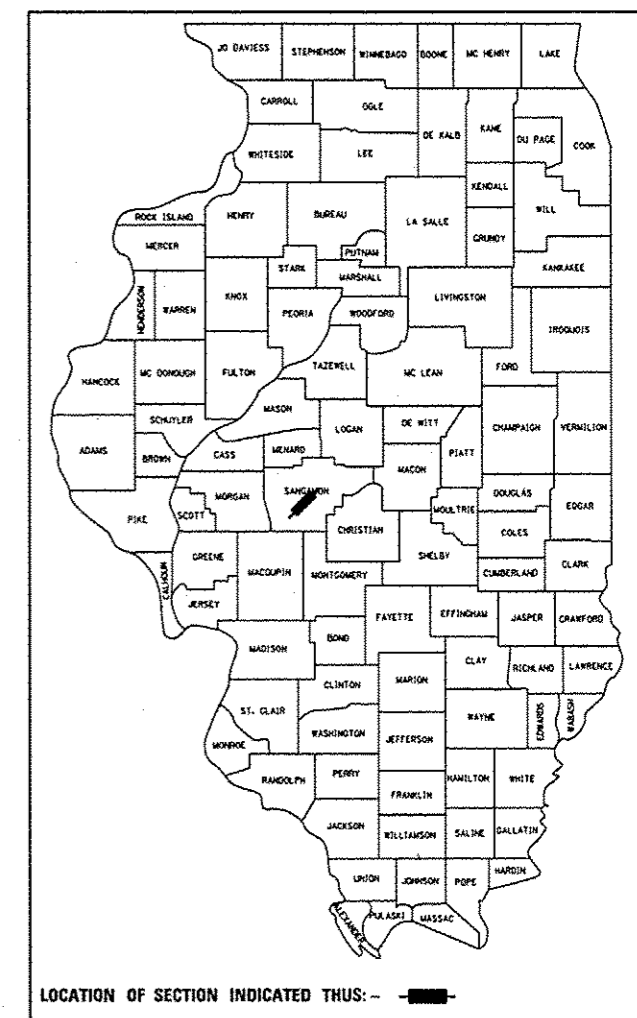 JO DAVIESS STEPHENSON WINNEBAGO BOONE MC HENRY LAKE
CARROLL OGLE DE KALB KANE DU PAGE COOK
WHITESIDE LEE KENDALL WILL
ROCK ISLAND HENRY BUREAU LA SALLE GRUNDY
MERCER PUTNAM KANKAKEE
STARK MARSHALL
HENDERSON WARREN KNOX PEORIA WOODFORD LIVINGSTON IROQUOIS
HANCOCK MC DONOUGH FULTON TAZEWELL MC LEAN FORD
MASON
SCHUYLER LOGAN DE WITT CHAMPAIGN VERMILION
ADAMS BROWN CASS MENARD MACON PIATT
PIKE SCOTT MORGAN SANGAMON CHRISTIAN MOULTRIE DOUGLAS EDGAR
COLES
CALHOUN GREENE MACOUPIN MONTGOMERY SHELBY CUMBERLAND CLARK
JERSEY FAYETTE EFFINGHAM JASPER CRAWFORD
MADISON BOND CLAY RICHLAND LAWRENCE
CLINTON MARION
ST. CLAIR WAYNE EDWARDS WABASH
MONROE WASHINGTON JEFFERSON
RANDOLPH PERRY HAMILTON WHITE
FRANKLIN
JACKSON WILLIAMSON SALINE GALLATIN
UNION JOHNSON POPE HARDIN
ALEXANDER PULASKI MASSAC
LOCATION OF SECTION INDICATED THUS: -